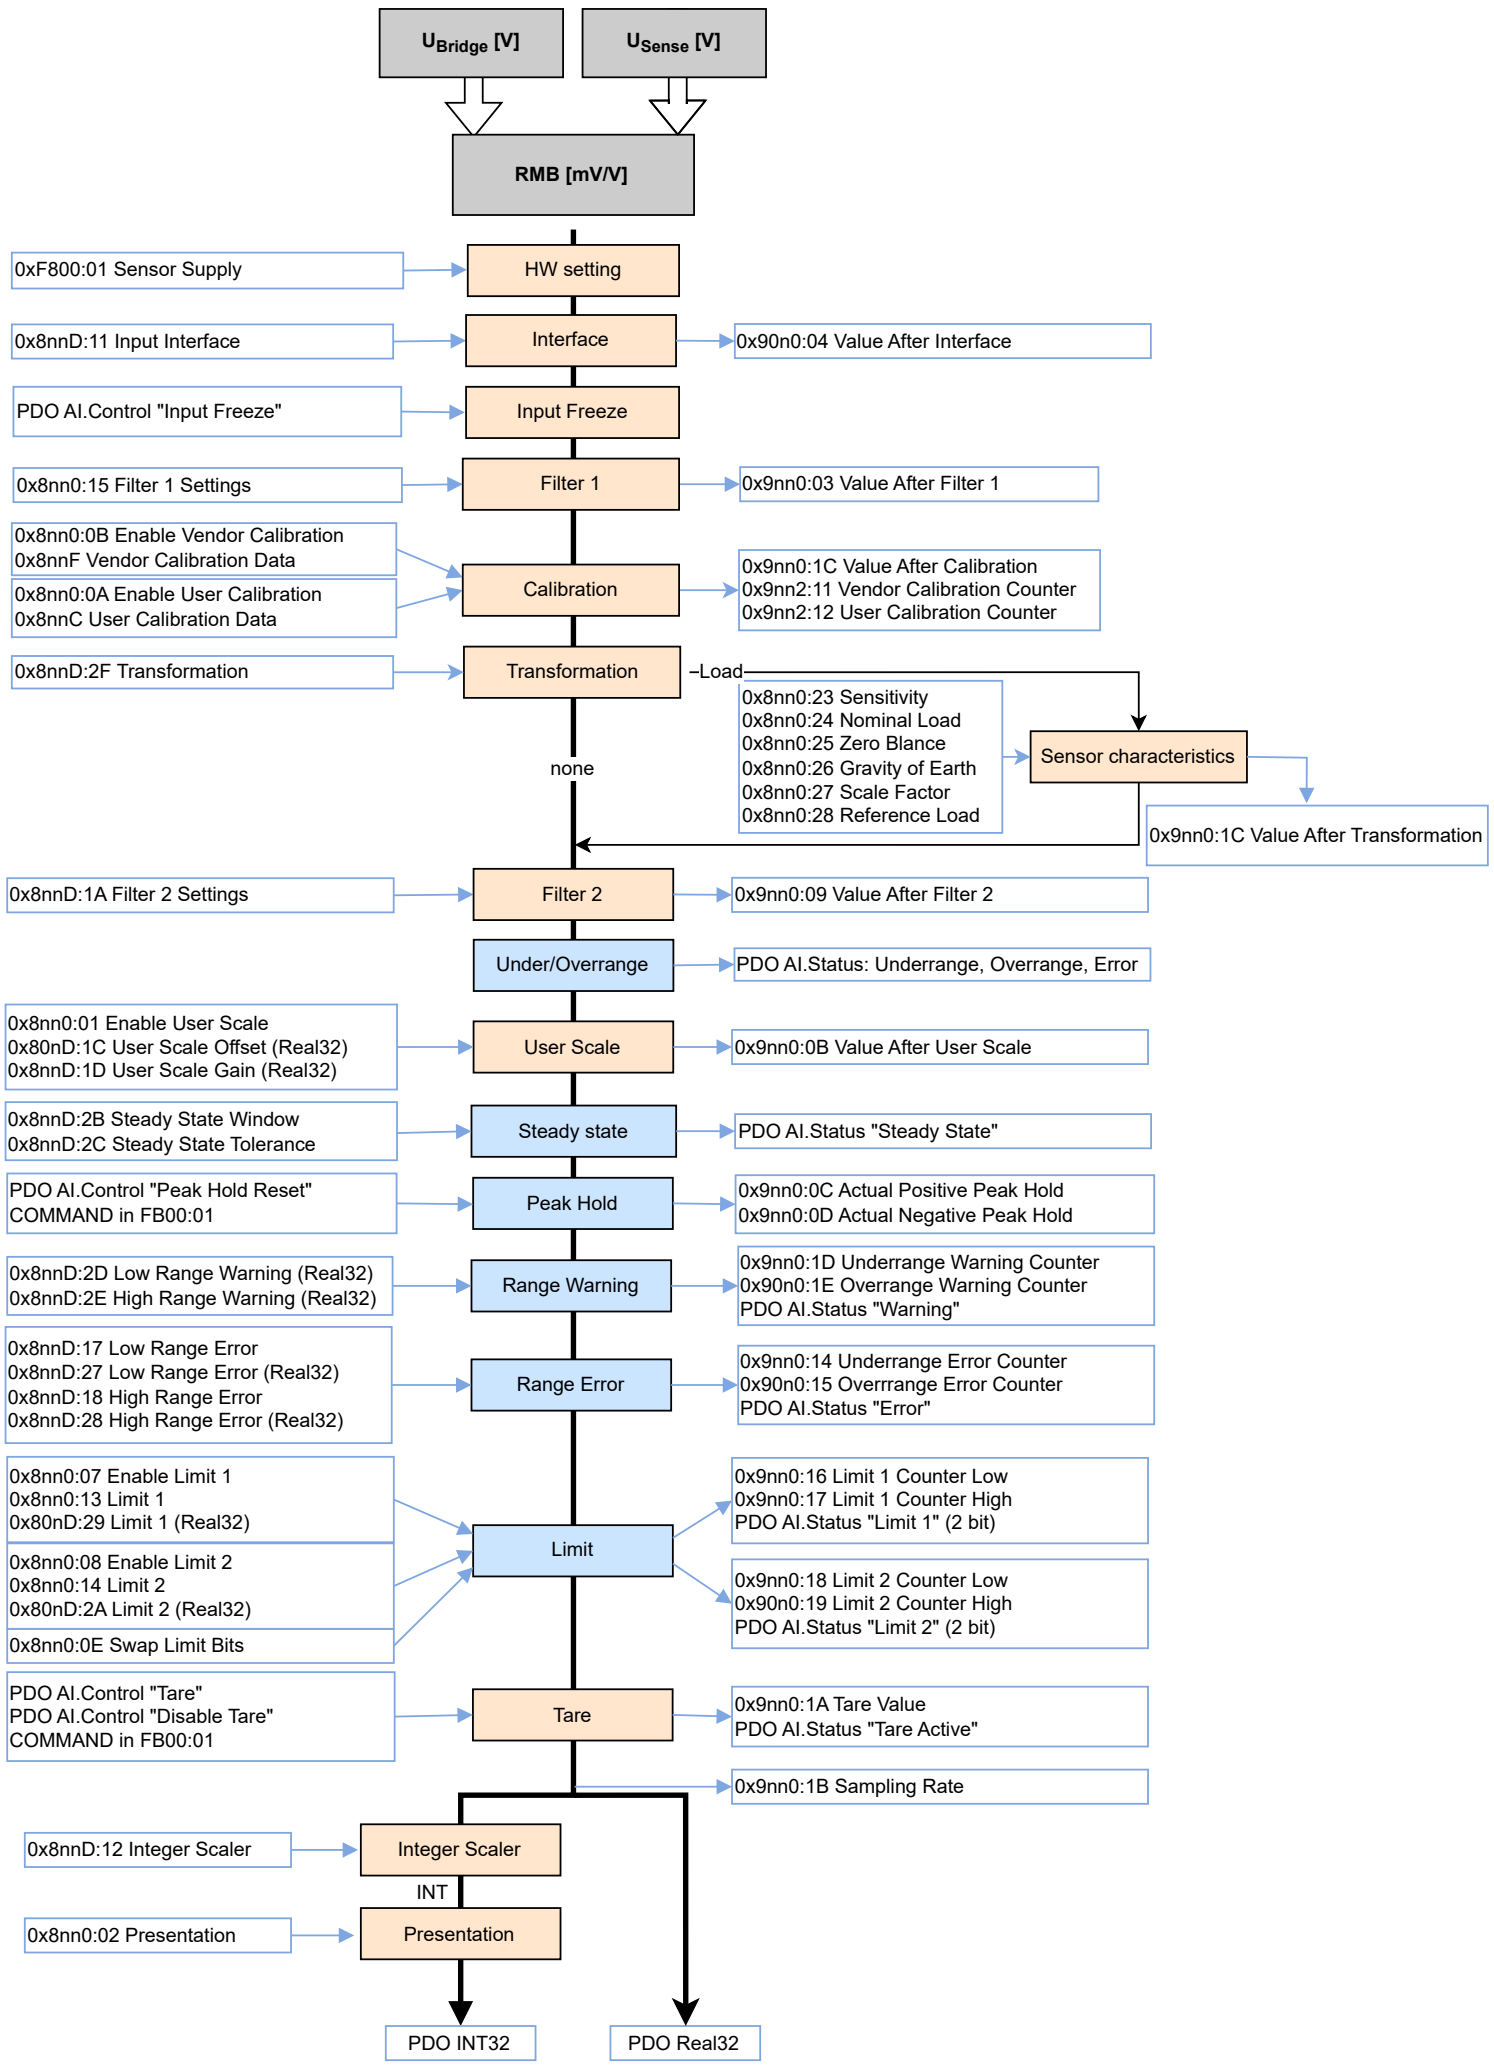 U_Bridge [V]
U_Sense [V]
RMB [mV/V]
0xF800:01 Sensor Supply
HW setting
0x8nnD:11 Input Interface
Interface
0x90n0:04 Value After Interface
PDO AI.Control "Input Freeze"
Input Freeze
0x8nn0:15 Filter 1 Settings
Filter 1
0x9nn0:03 Value After Filter 1
0x8nn0:0B Enable Vendor Calibration
0x8nnF Vendor Calibration Data
0x8nn0:0A Enable User Calibration
0x8nnC User Calibration Data
Calibration
0x9nn0:1C Value After Calibration
0x9nn2:11 Vendor Calibration Counter
0x9nn2:12 User Calibration Counter
0x8nnD:2F Transformation
Transformation
Load
0x8nn0:23 Sensitivity
0x8nn0:24 Nominal Load
0x8nn0:25 Zero Blance
0x8nn0:26 Gravity of Earth
0x8nn0:27 Scale Factor
0x8nn0:28 Reference Load
Sensor characteristics
none
0x9nn0:1C Value After Transformation
0x8nnD:1A Filter 2 Settings
Filter 2
0x9nn0:09 Value After Filter 2
Under/Overrange
PDO AI.Status: Underrange, Overrange, Error
0x8nn0:01 Enable User Scale
0x80nD:1C User Scale Offset (Real32)
0x8nnD:1D User Scale Gain (Real32)
User Scale
0x9nn0:0B Value After User Scale
0x8nnD:2B Steady State Window
0x8nnD:2C Steady State Tolerance
Steady state
PDO AI.Status "Steady State"
PDO AI.Control "Peak Hold Reset"
COMMAND in FB00:01
Peak Hold
0x9nn0:0C Actual Positive Peak Hold
0x9nn0:0D Actual Negative Peak Hold
0x8nnD:2D Low Range Warning (Real32)
0x8nnD:2E High Range Warning (Real32)
Range Warning
0x9nn0:1D Underrange Warning Counter
0x90n0:1E Overrange Warning Counter
PDO AI.Status "Warning"
0x8nnD:17 Low Range Error
0x8nnD:27 Low Range Error (Real32)
0x8nnD:18 High Range Error
0x8nnD:28 High Range Error (Real32)
Range Error
0x9nn0:14 Underrange Error Counter
0x90n0:15 Overrrange Error Counter
PDO AI.Status "Error"
0x8nn0:07 Enable Limit 1
0x8nn0:13 Limit 1
0x80nD:29 Limit 1 (Real32)
0x8nn0:08 Enable Limit 2
0x8nn0:14 Limit 2
0x80nD:2A Limit 2 (Real32)
0x8nn0:0E Swap Limit Bits
Limit
0x9nn0:16 Limit 1 Counter Low
0x9nn0:17 Limit 1 Counter High
PDO AI.Status "Limit 1" (2 bit)
0x9nn0:18 Limit 2 Counter Low
0x90n0:19 Limit 2 Counter High
PDO AI.Status "Limit 2" (2 bit)
PDO AI.Control "Tare"
PDO AI.Control "Disable Tare"
COMMAND in FB00:01
Tare
0x9nn0:1A Tare Value
PDO AI.Status "Tare Active"
0x9nn0:1B Sampling Rate
0x8nnD:12 Integer Scaler
Integer Scaler
INT
0x8nn0:02 Presentation
Presentation
PDO INT32
PDO Real32